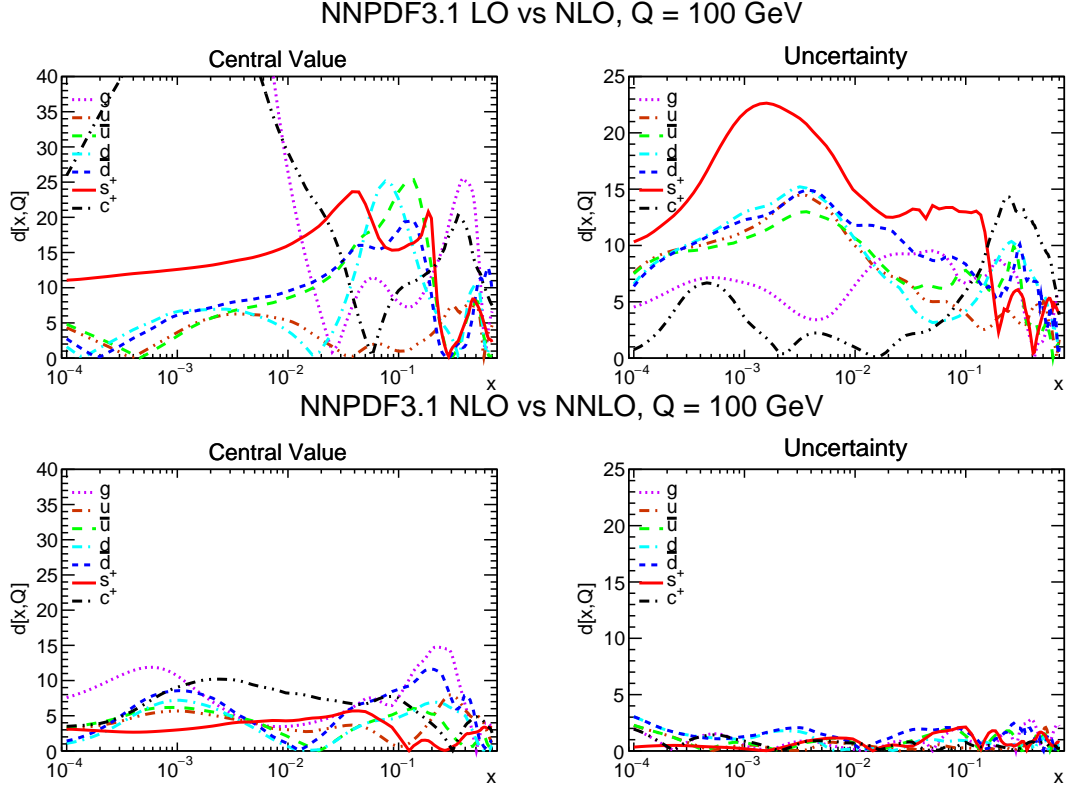 NNPDF3.1 LO vs NLO, Q = 100 GeV
Central Value
40
35
30
25
20
15
10
5
0
d[x,Q]
g
u
u̅
d
d̅
s⁺
c⁺
10⁻⁴ 10⁻³ 10⁻² 10⁻¹ x
Uncertainty
25
20
15
10
5
0
d[x,Q]
g
u
u̅
d
d̅
s⁺
c⁺
10⁻⁴ 10⁻³ 10⁻² 10⁻¹ x
NNPDF3.1 NLO vs NNLO, Q = 100 GeV
Central Value
40
35
30
25
20
15
10
5
0
d[x,Q]
g
u
u̅
d
d̅
s⁺
c⁺
10⁻⁴ 10⁻³ 10⁻² 10⁻¹ x
Uncertainty
25
20
15
10
5
0
d[x,Q]
g
u
u̅
d
d̅
s⁺
c⁺
10⁻⁴ 10⁻³ 10⁻² 10⁻¹ x